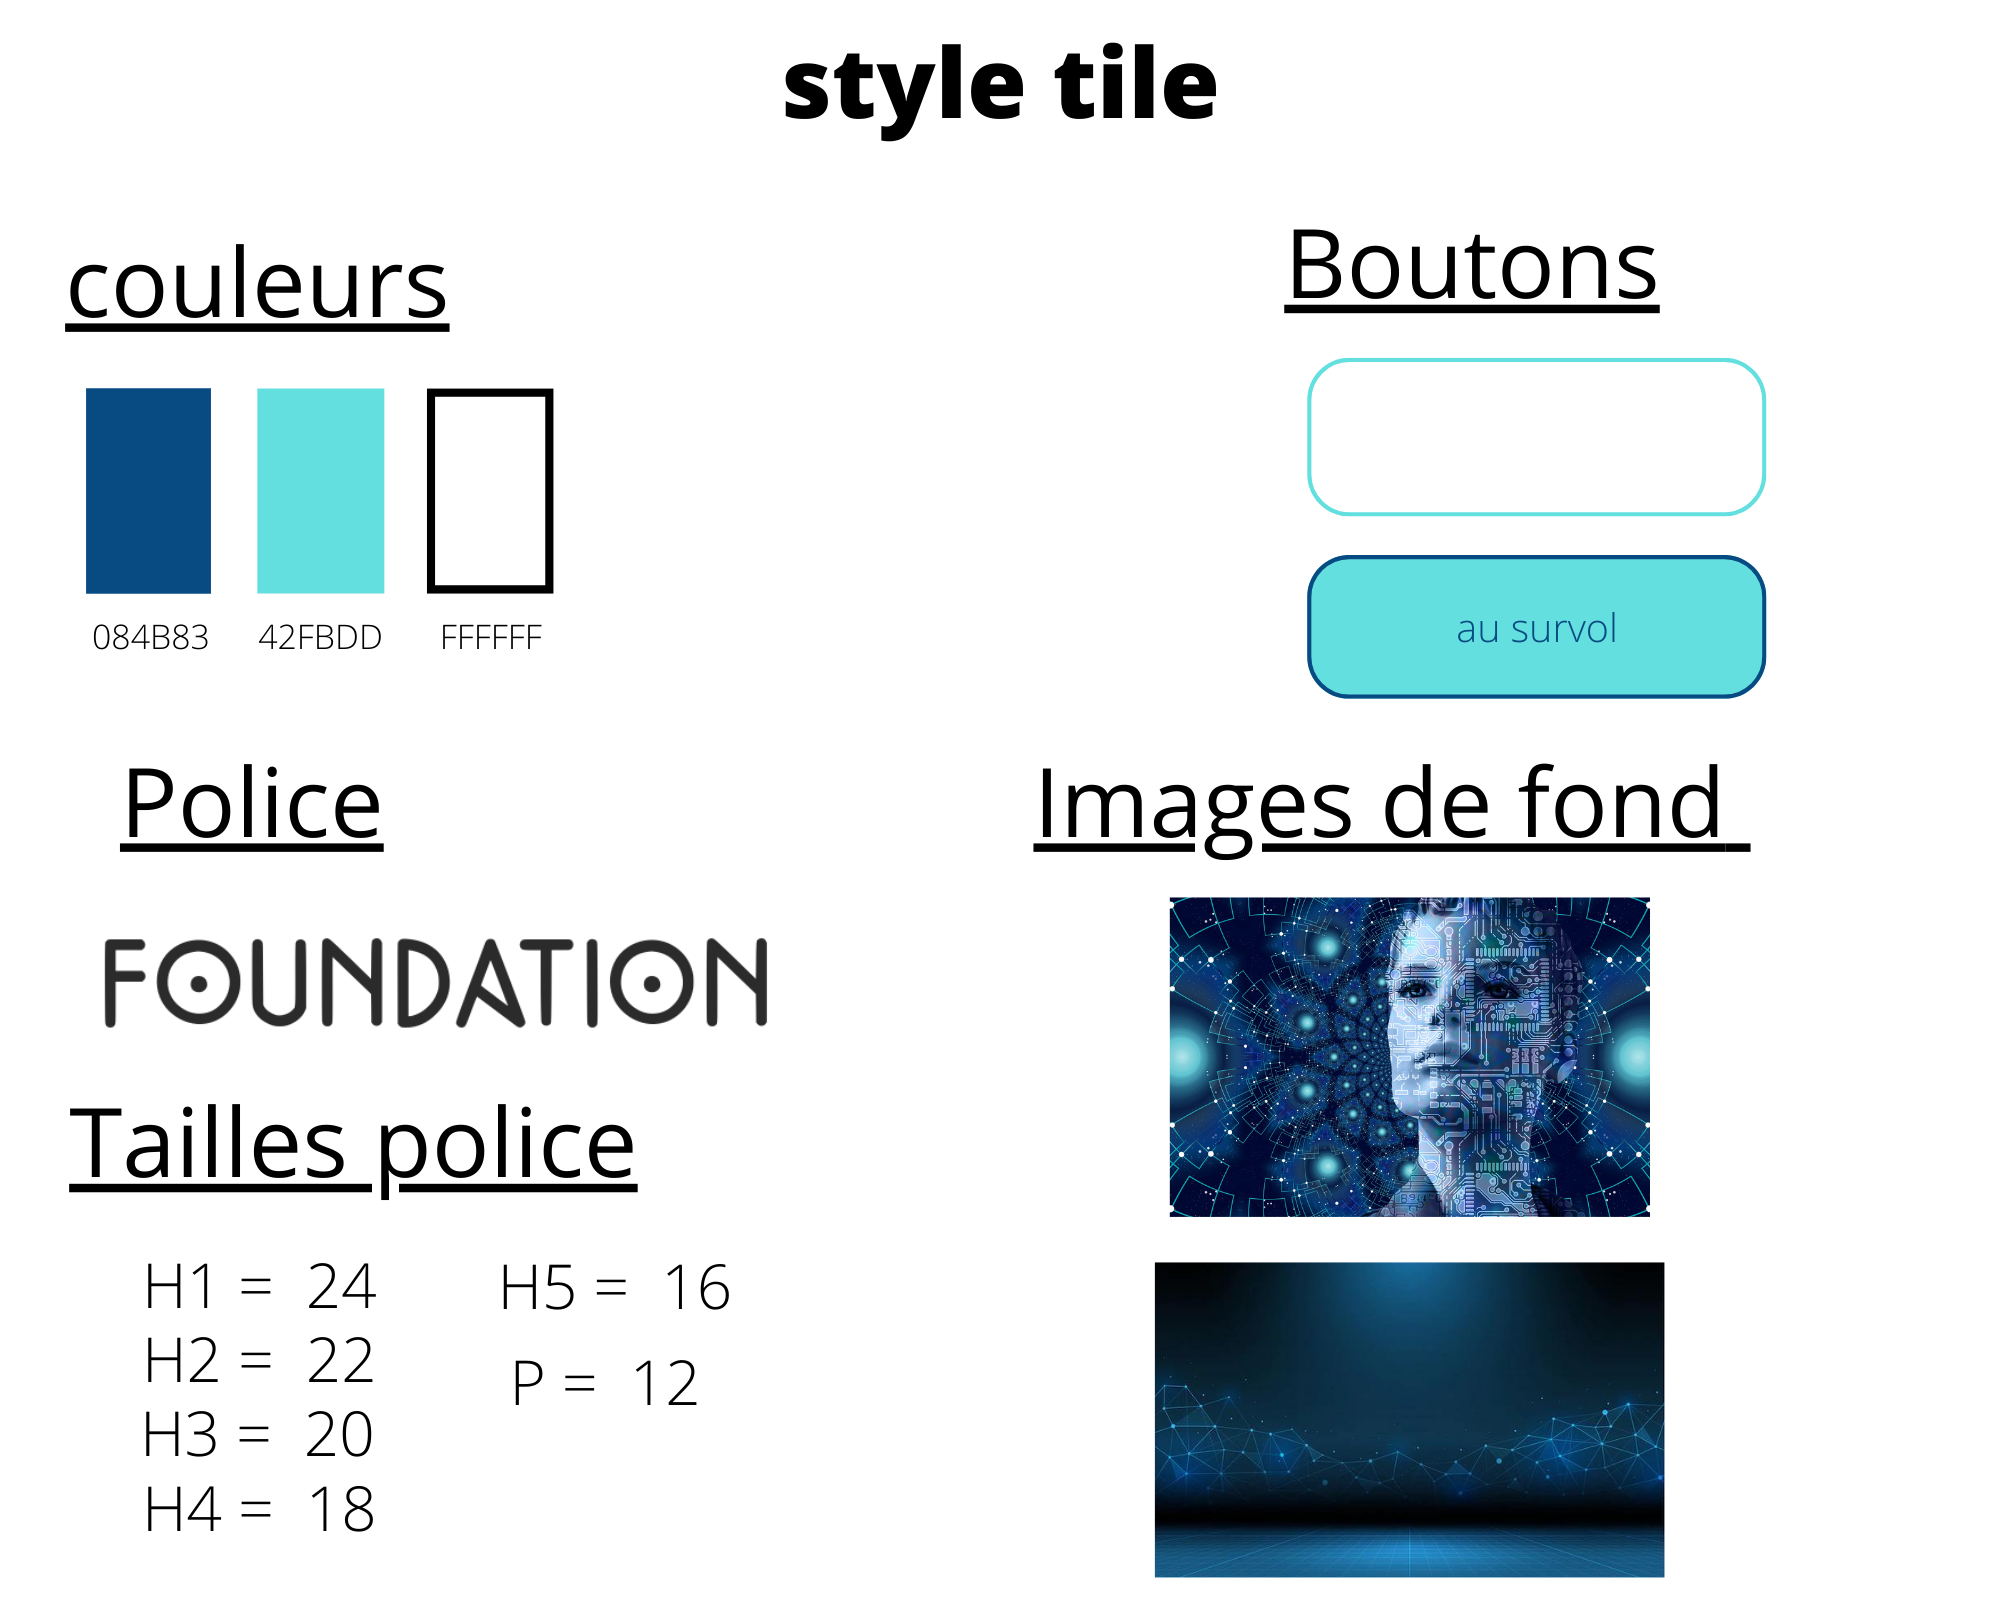 style tile
couleurs
084B83 42FBDD FFFFFF
Boutons
au survol
Police
FOUNDATION
Tailles police
H1 = 24
H2 = 22
H3 = 20
H4 = 18
H5 = 16
P = 12
Images de fond